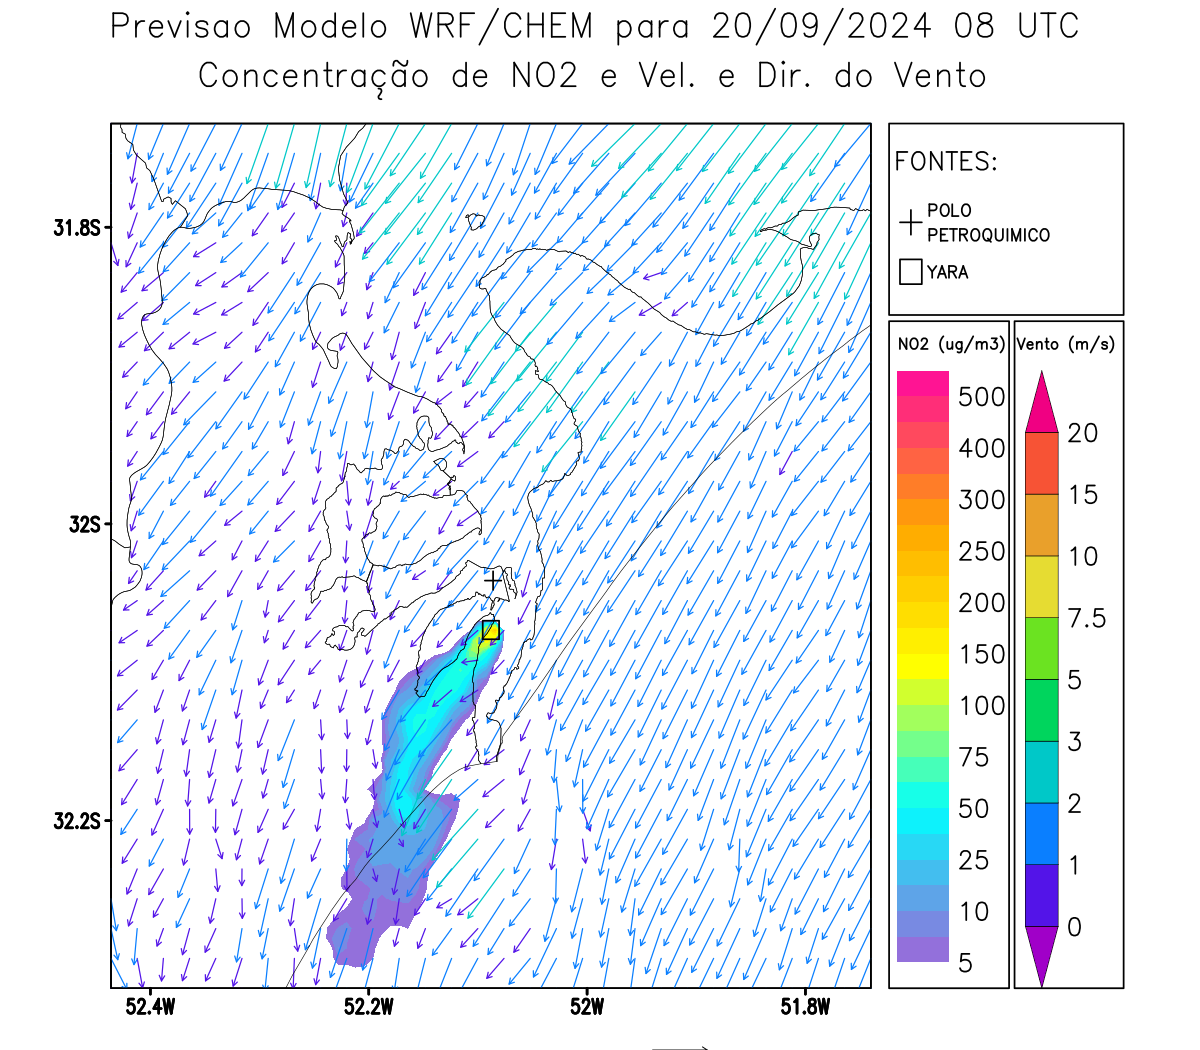 Previsao Modelo WRF/CHEM para 20/09/2024 08 UTC
Concentração de NO2 e Vel. e Dir. do Vento
FONTES:
POLO
PETROQUIMICO
YARA
31.8S
32S
32.2S
52.4W
52.2W
52W
51.8W
NO2 (ug/m3)
500
400
300
250
200
150
100
75
50
25
10
5
Vento (m/s)
20
15
10
7.5
5
3
2
1
0